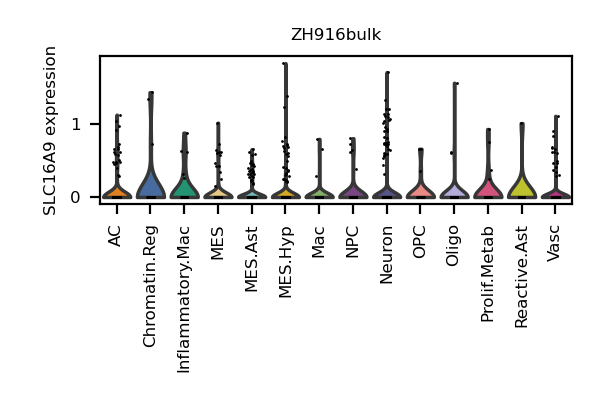 ZH916bulk
SLC16A9 expression
1
0
AC
Chromatin.Reg
Inflammatory.Mac
MES
MES.Ast
MES.Hyp
Mac
NPC
Neuron
OPC
Oligo
Prolif.Metab
Reactive.Ast
Vasc